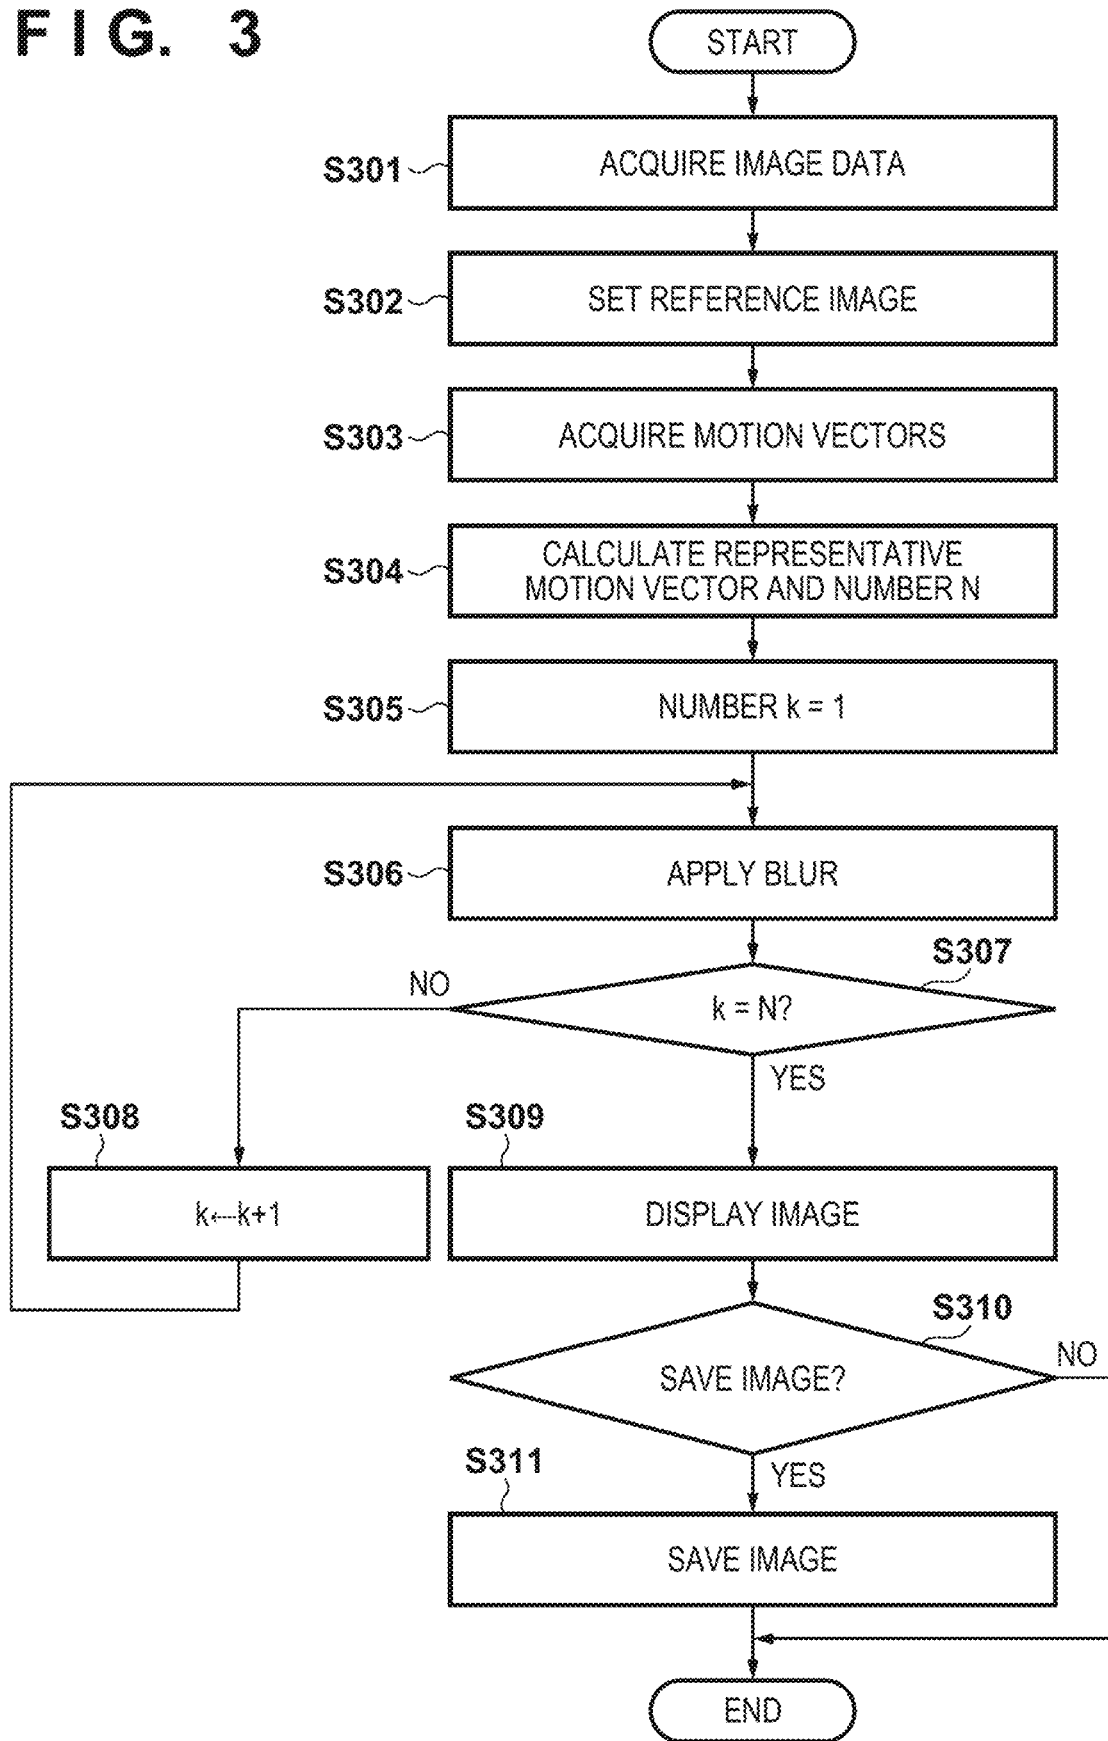 FIG. 3
START
S301
ACQUIRE IMAGE DATA
S302
SET REFERENCE IMAGE
S303
ACQUIRE MOTION VECTORS
S304
CALCULATE REPRESENTATIVE
MOTION VECTOR AND NUMBER N
S305
NUMBER k = 1
S306
APPLY BLUR
S307
NO
k = N?
YES
S308
S309
k←k+1
DISPLAY IMAGE
S310
NO
SAVE IMAGE?
S311
YES
SAVE IMAGE
END